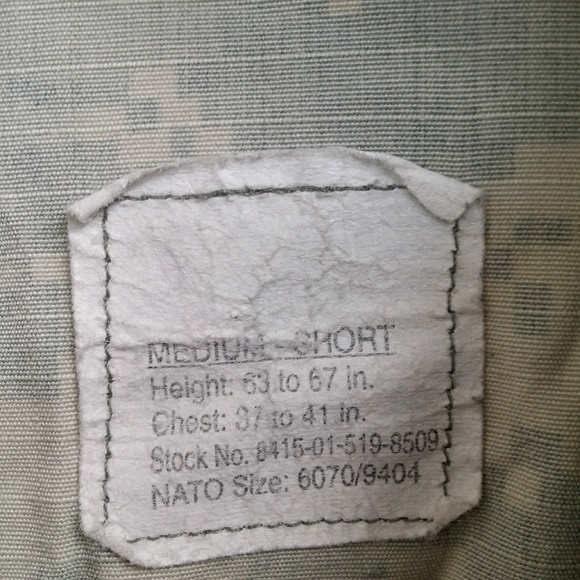 MEDIUM - SHORT
Height: 63 to 67 in.
Chest: 37 to 41 in.
Stock No. 8415-01-519-8509
NATO Size: 6070/9404